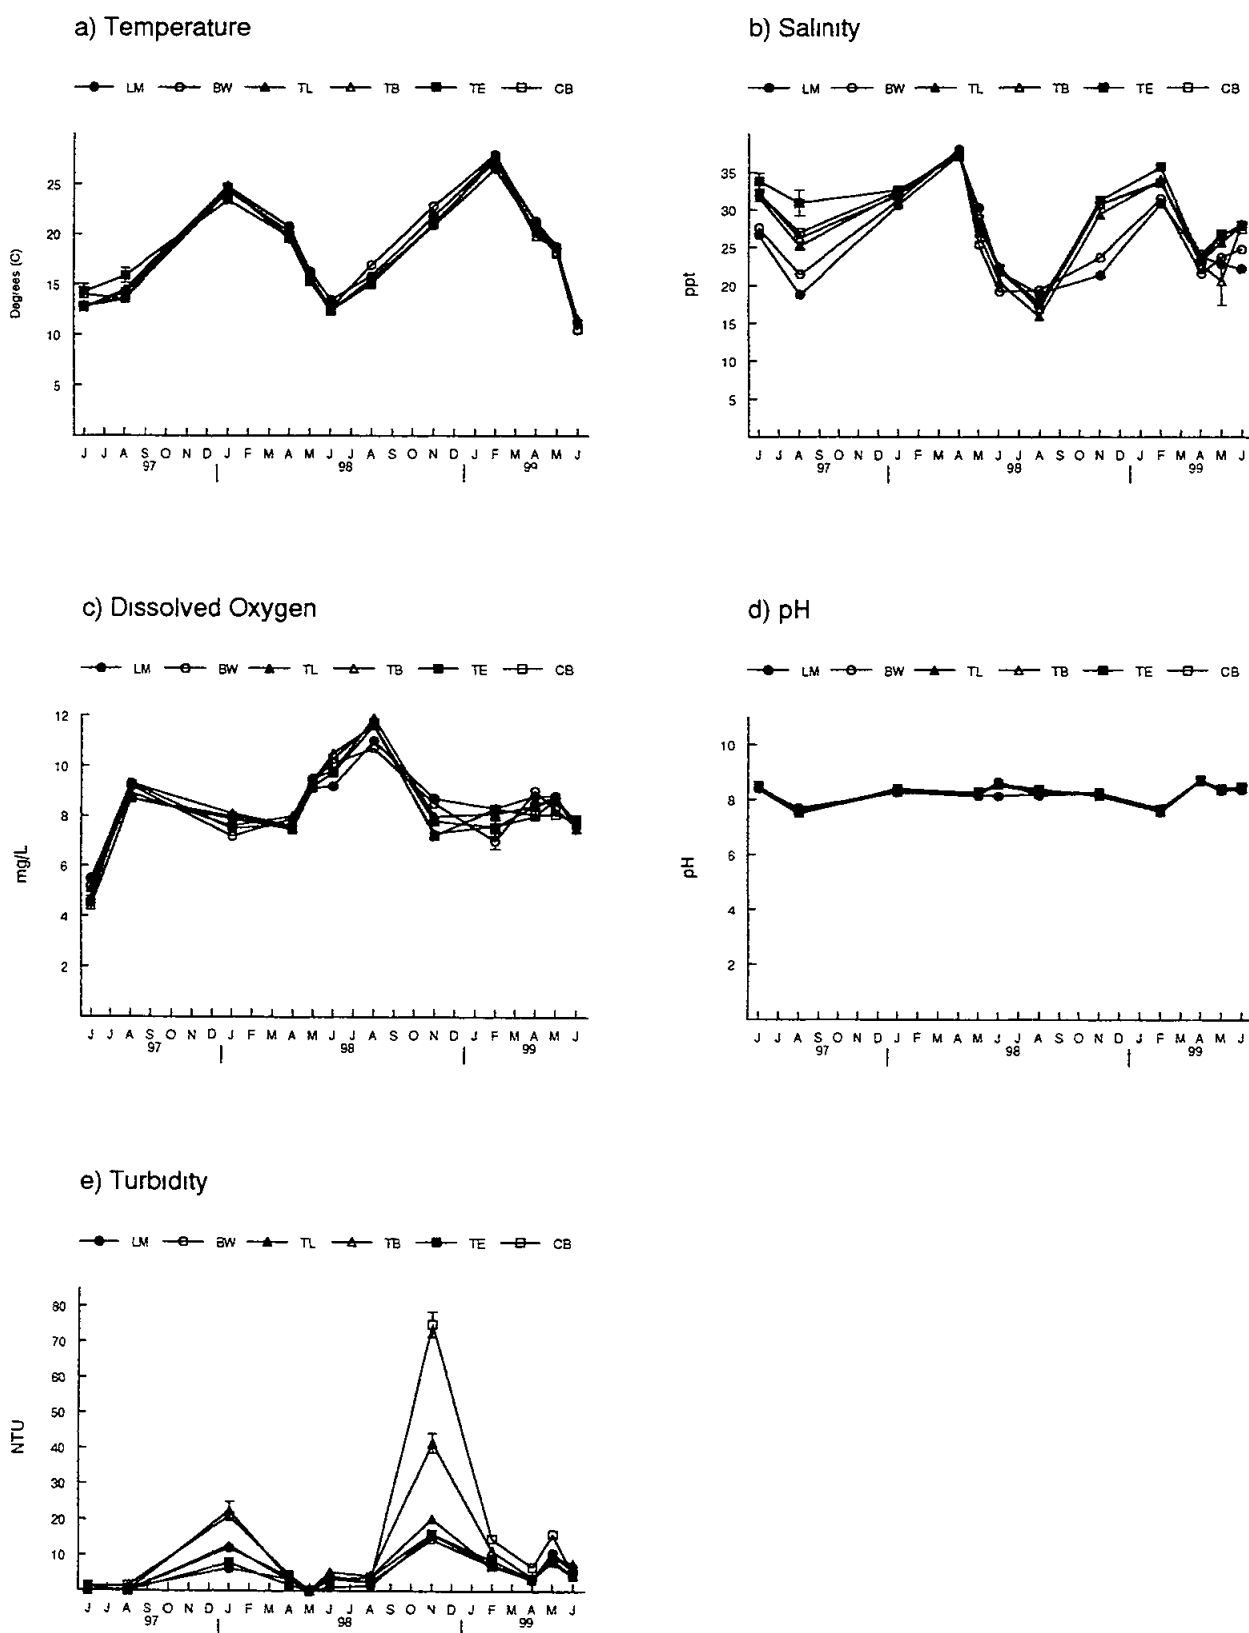 a) Temperature
LM BW TL TB TE CB
Degrees (C)
25
20
15
10
5
J J A S O N D J F M A M J J A S O N D J F M A M J
97 98 99
b) Salinity
LM BW TL TB TE CB
ppt
35
30
25
20
15
10
5
J J A S O N D J F M A M J J A S O N D J F M A M J
97 98 99
c) Dissolved Oxygen
LM BW TL TB TE CB
mg/L
12
10
8
6
4
2
J J A S O N D J F M A M J J A S O N D J F M A M J
97 98 99
d) pH
LM BW TL TB TE CB
pH
10
8
6
4
2
J J A S O N D J F M A M J J A S O N D J F M A M J
97 98 99
e) Turbidity
LM BW TL TB TE CB
NTU
80
70
60
50
40
30
20
10
J J A S O N D J F M A M J J A S O N D J F M A M J
97 98 99